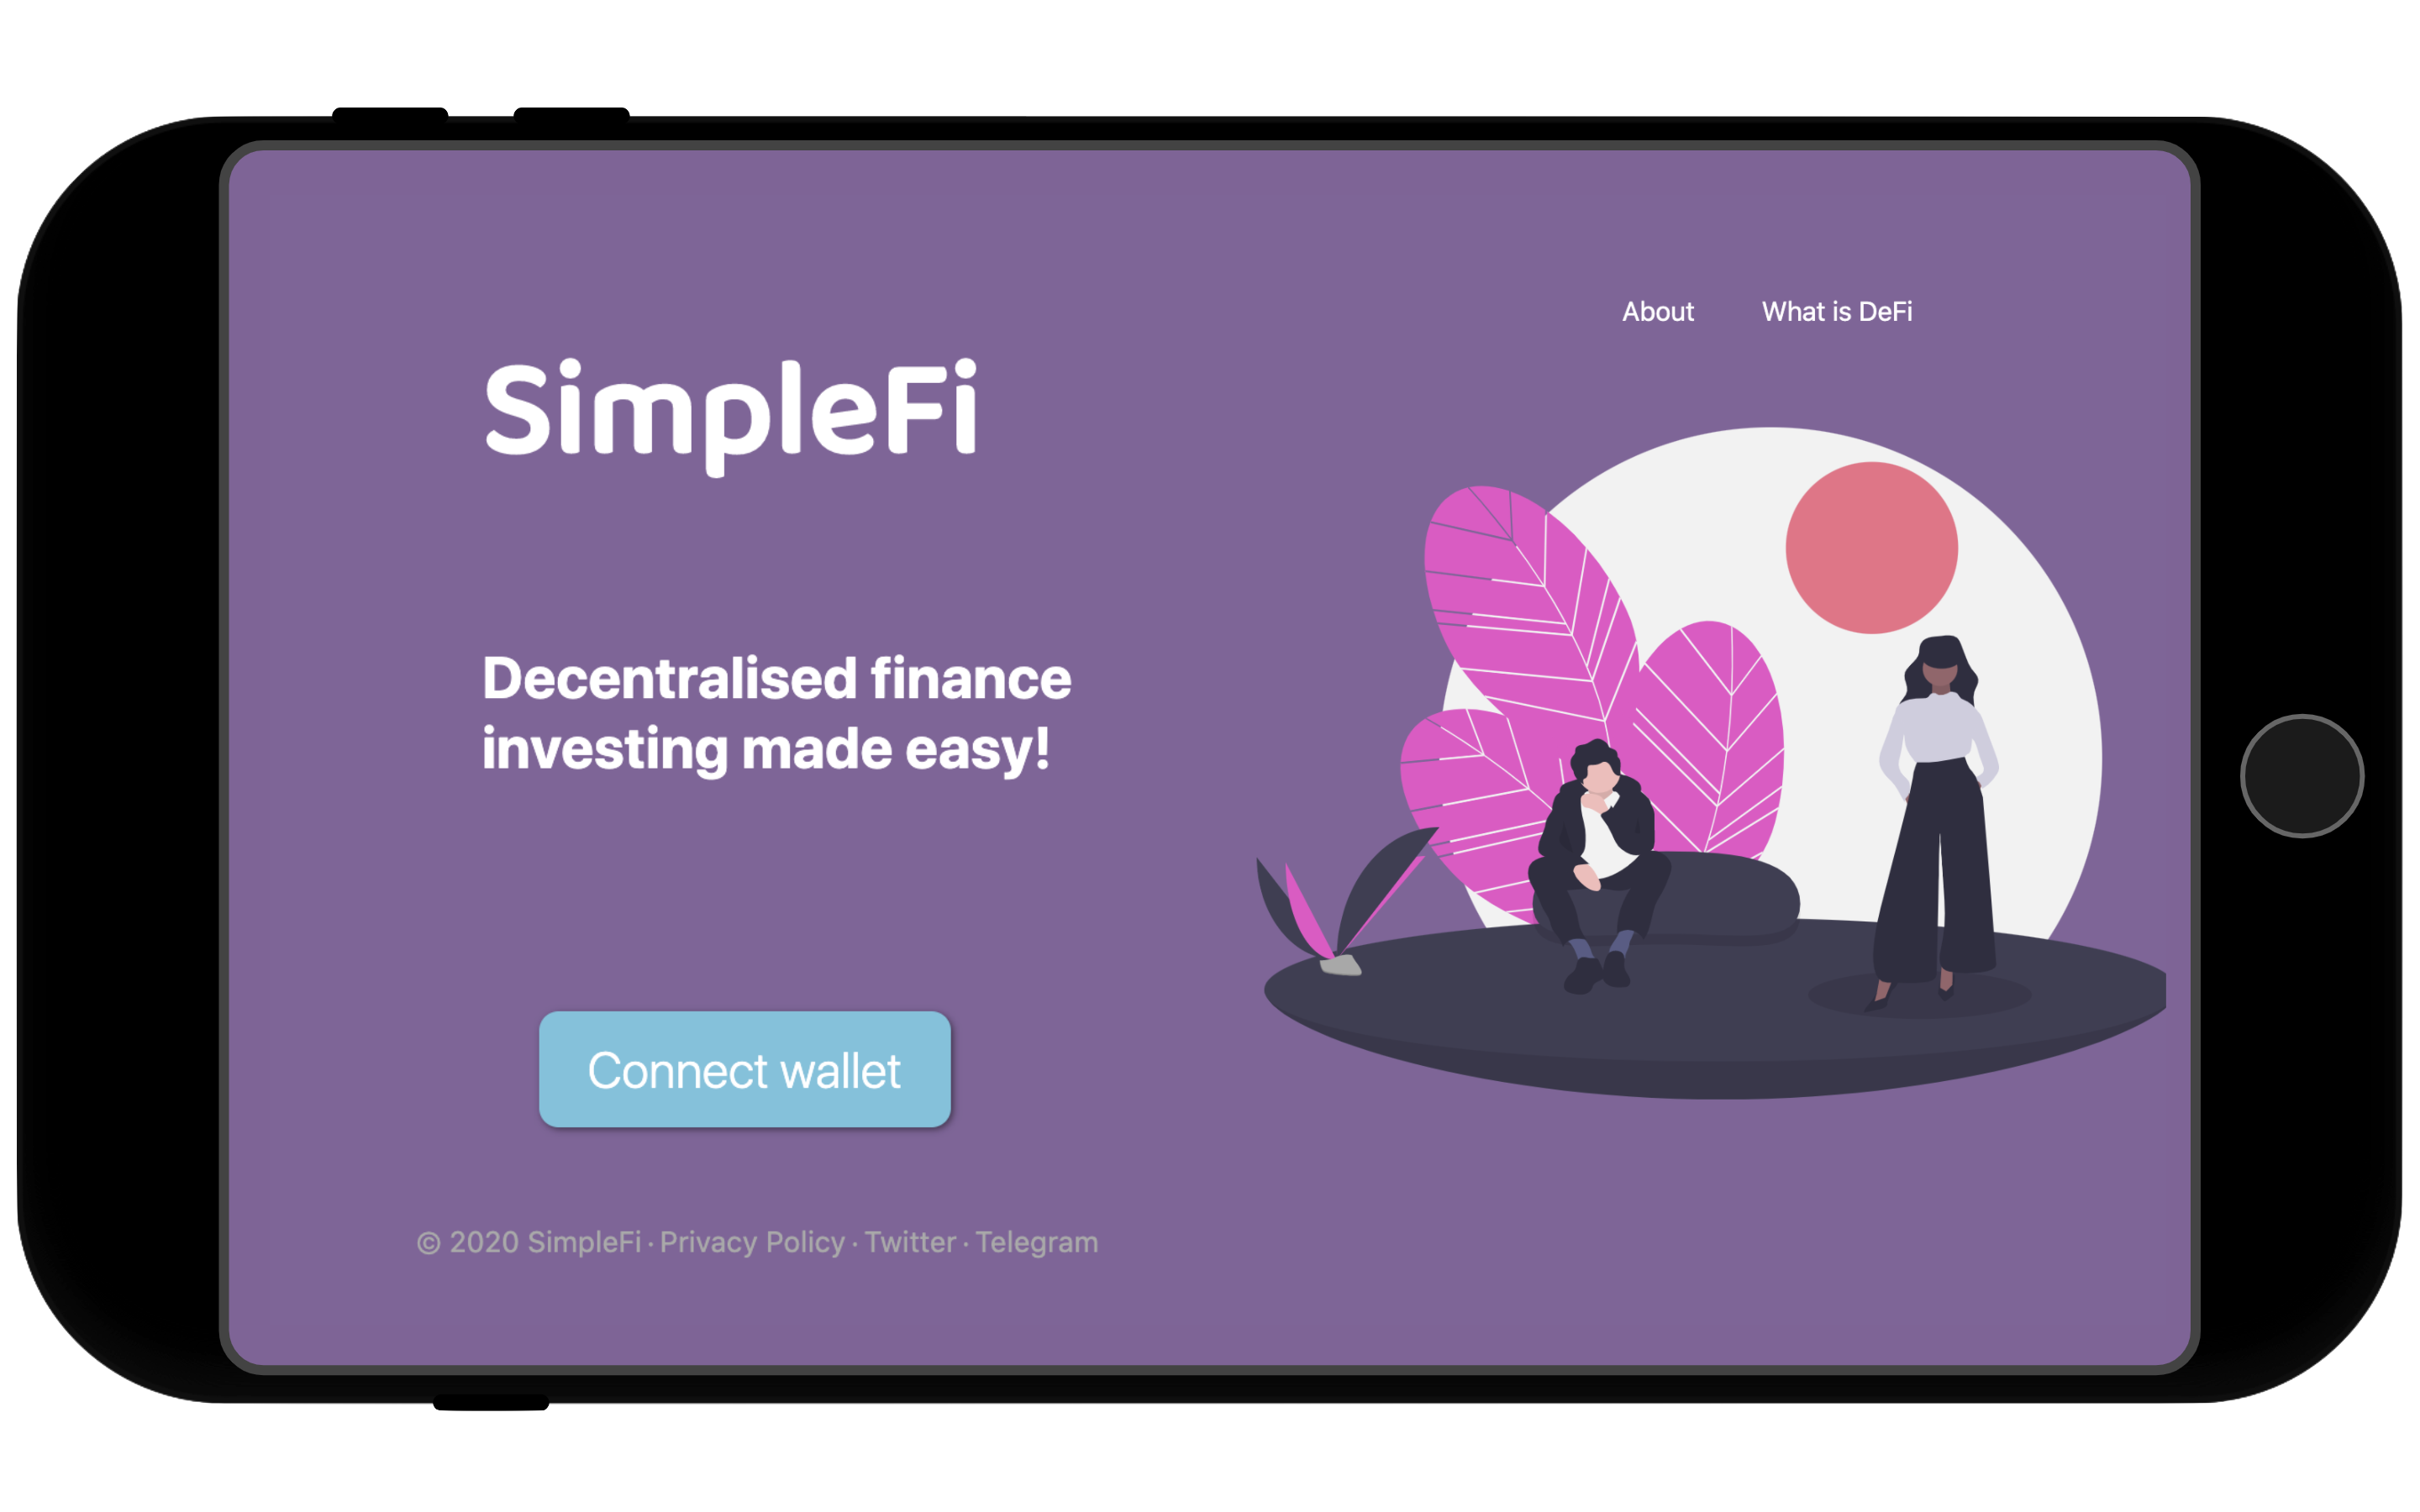 About
What is DeFi
SimpleFi
Decentralised finance
investing made easy!
Connect wallet
© 2020 SimpleFi · Privacy Policy · Twitter · Telegram